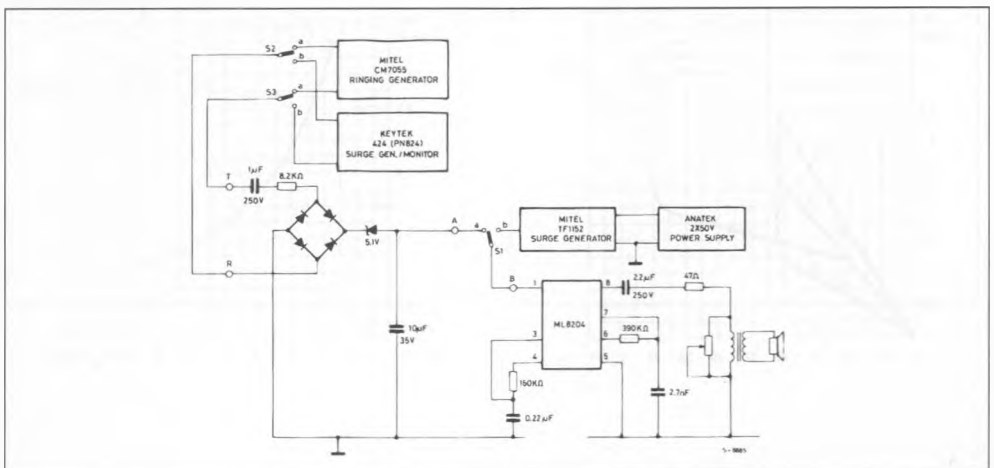 S2
a
b
MITEL
CM7055
RINGING GENERATOR
S3
a
b
KEYTEK
424 (PN824)
SURGE GEN./MONITOR
T
1µF
250V
8.2KΩ
5.1V
R
A
a
b
S1
MITEL
TF1152
SURGE GENERATOR
ANATEK
2X50V
POWER SUPPLY
B
10µF
35V
1
3
4
ML8204
8
7
6
5
2.2µF
250V
47Ω
390KΩ
160KΩ
0.22µF
2.7nF